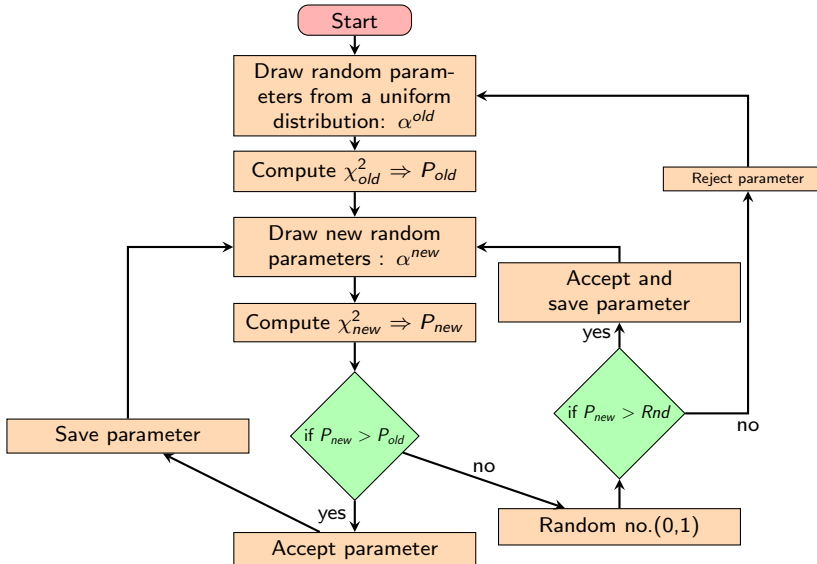 Start
Draw random param-
eters from a uniform
distribution: α^old
Compute χ²_old ⇒ P_old
Reject parameter
Draw new random
parameters : α^new
Accept and
save parameter
Compute χ²_new ⇒ P_new
yes
if P_new > Rnd
no
Save parameter
if P_new > P_old
no
yes
Random no.(0,1)
Accept parameter